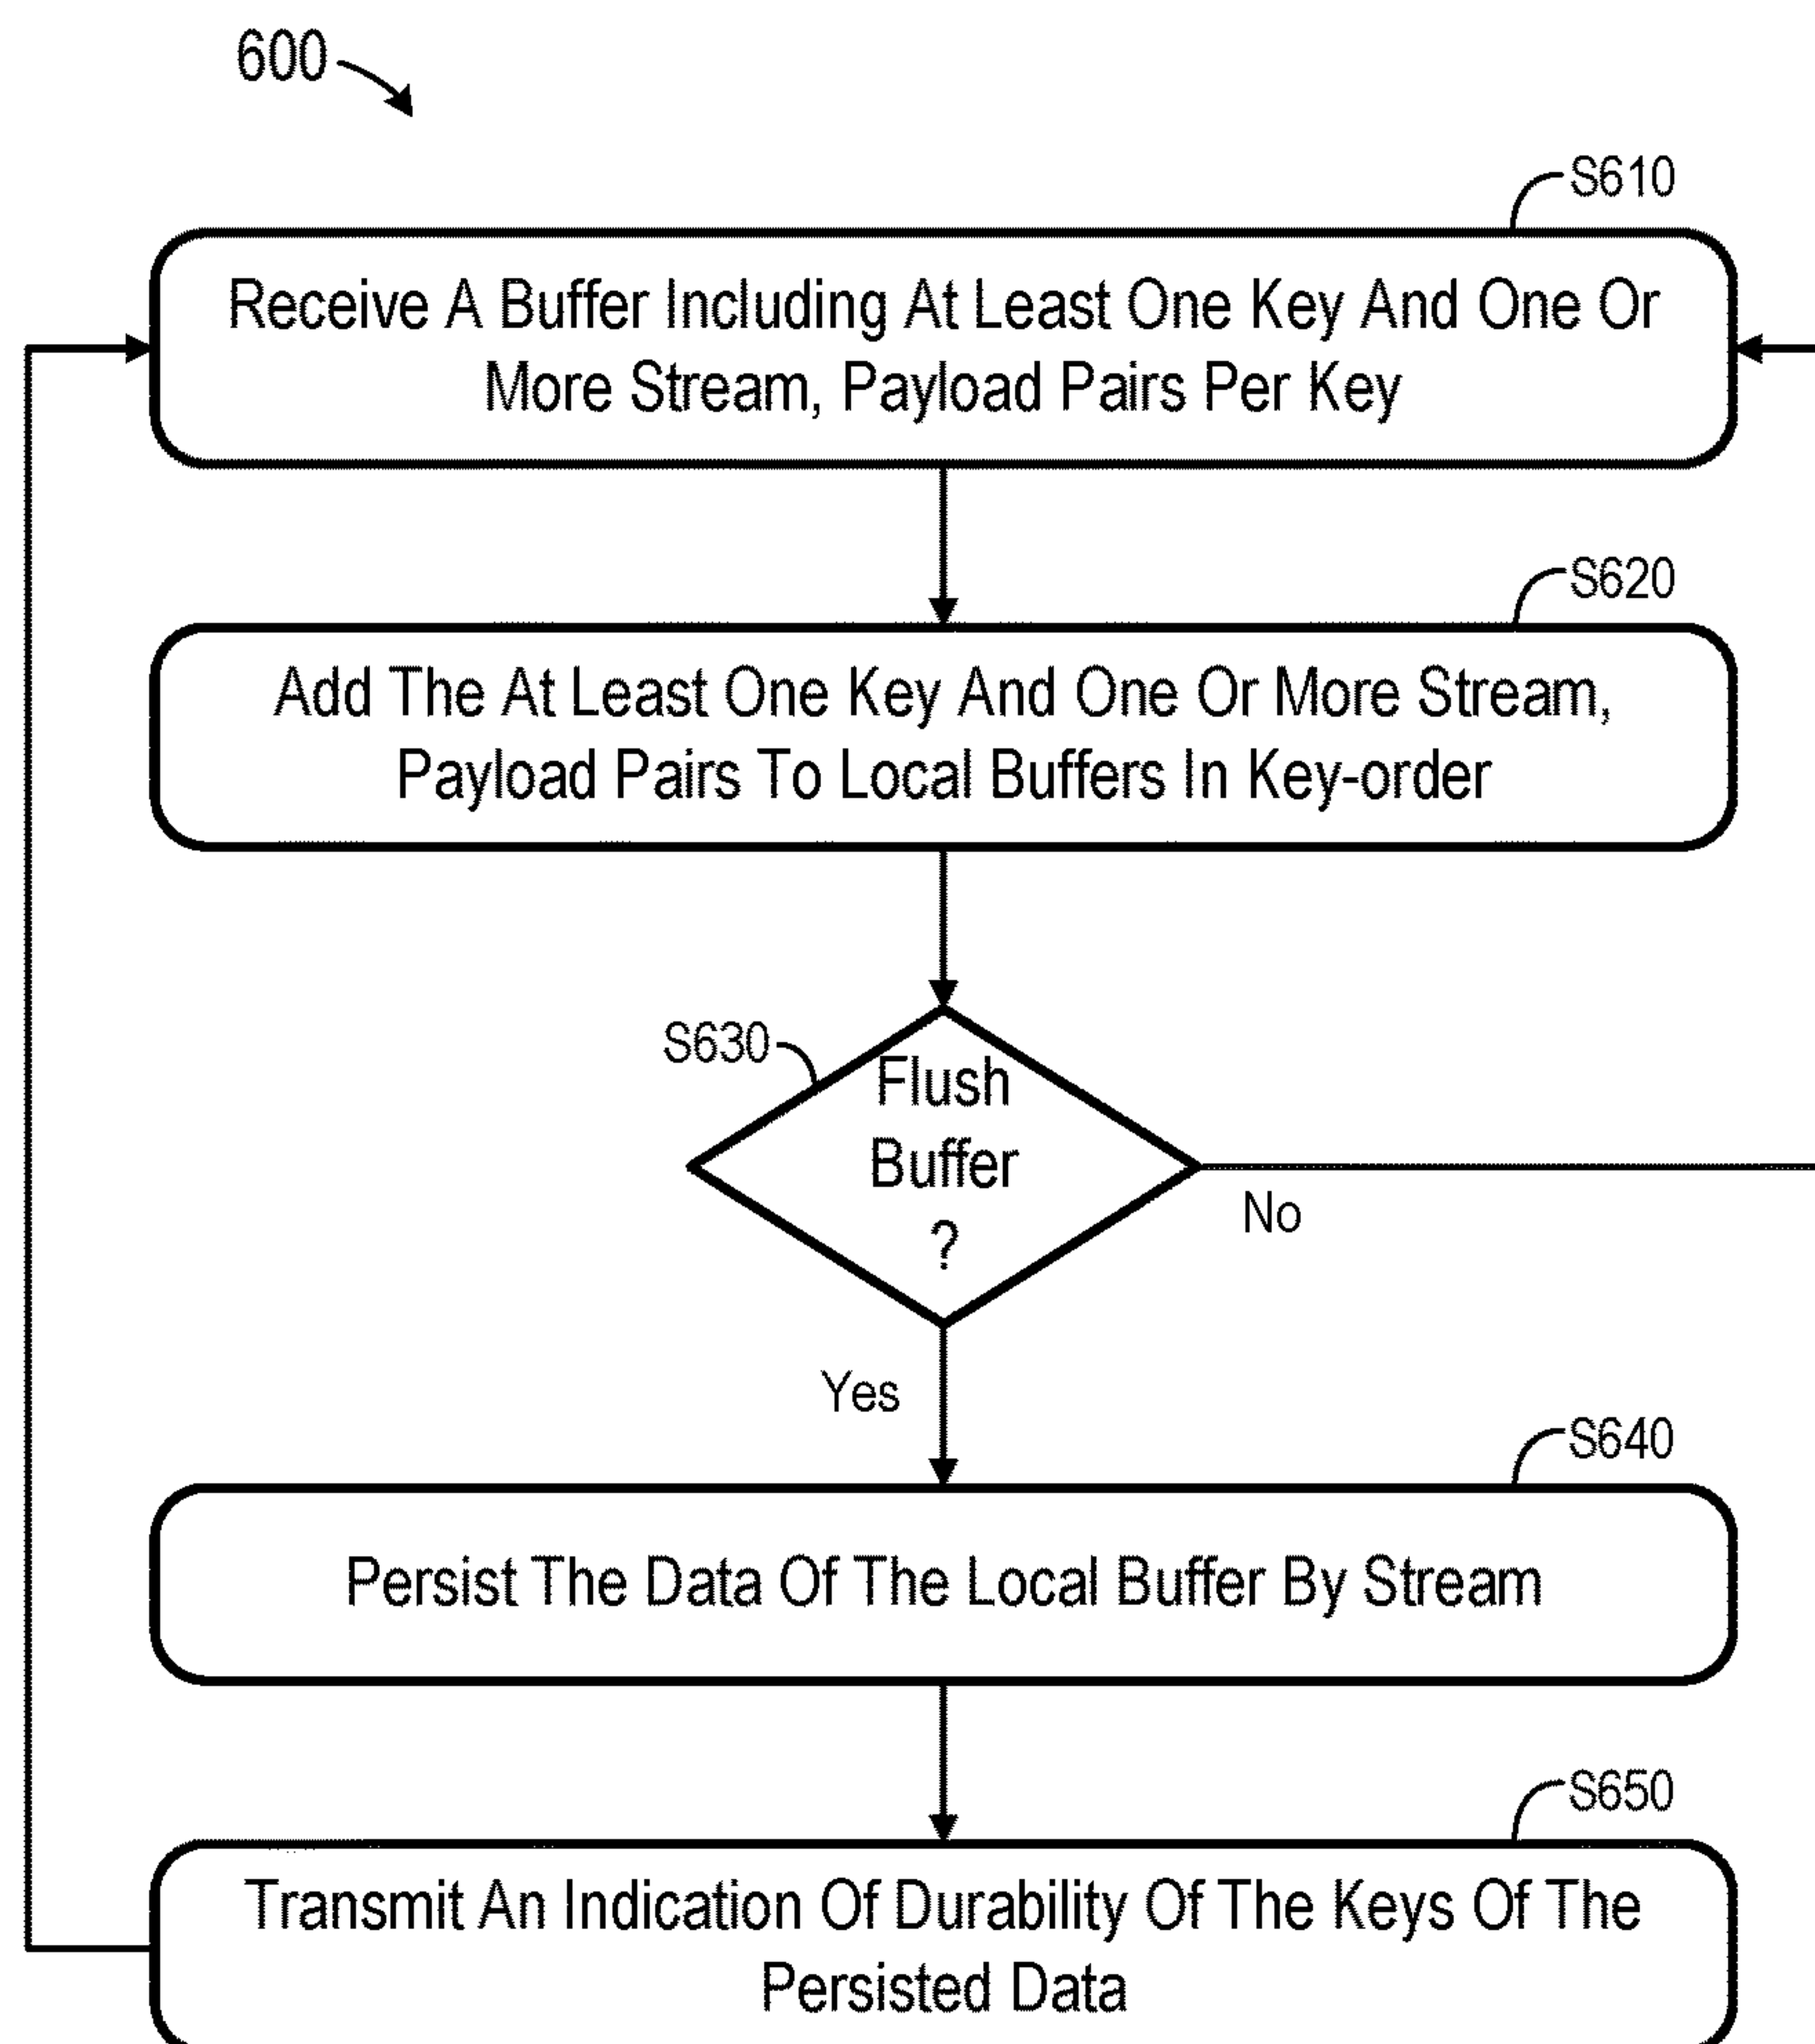 600
S610
Receive A Buffer Including At Least One Key And One Or
More Stream, Payload Pairs Per Key
S620
Add The At Least One Key And One Or More Stream,
Payload Pairs To Local Buffers In Key-order
S630
Flush
Buffer
?
No
Yes
S640
Persist The Data Of The Local Buffer By Stream
S650
Transmit An Indication Of Durability Of The Keys Of The
Persisted Data